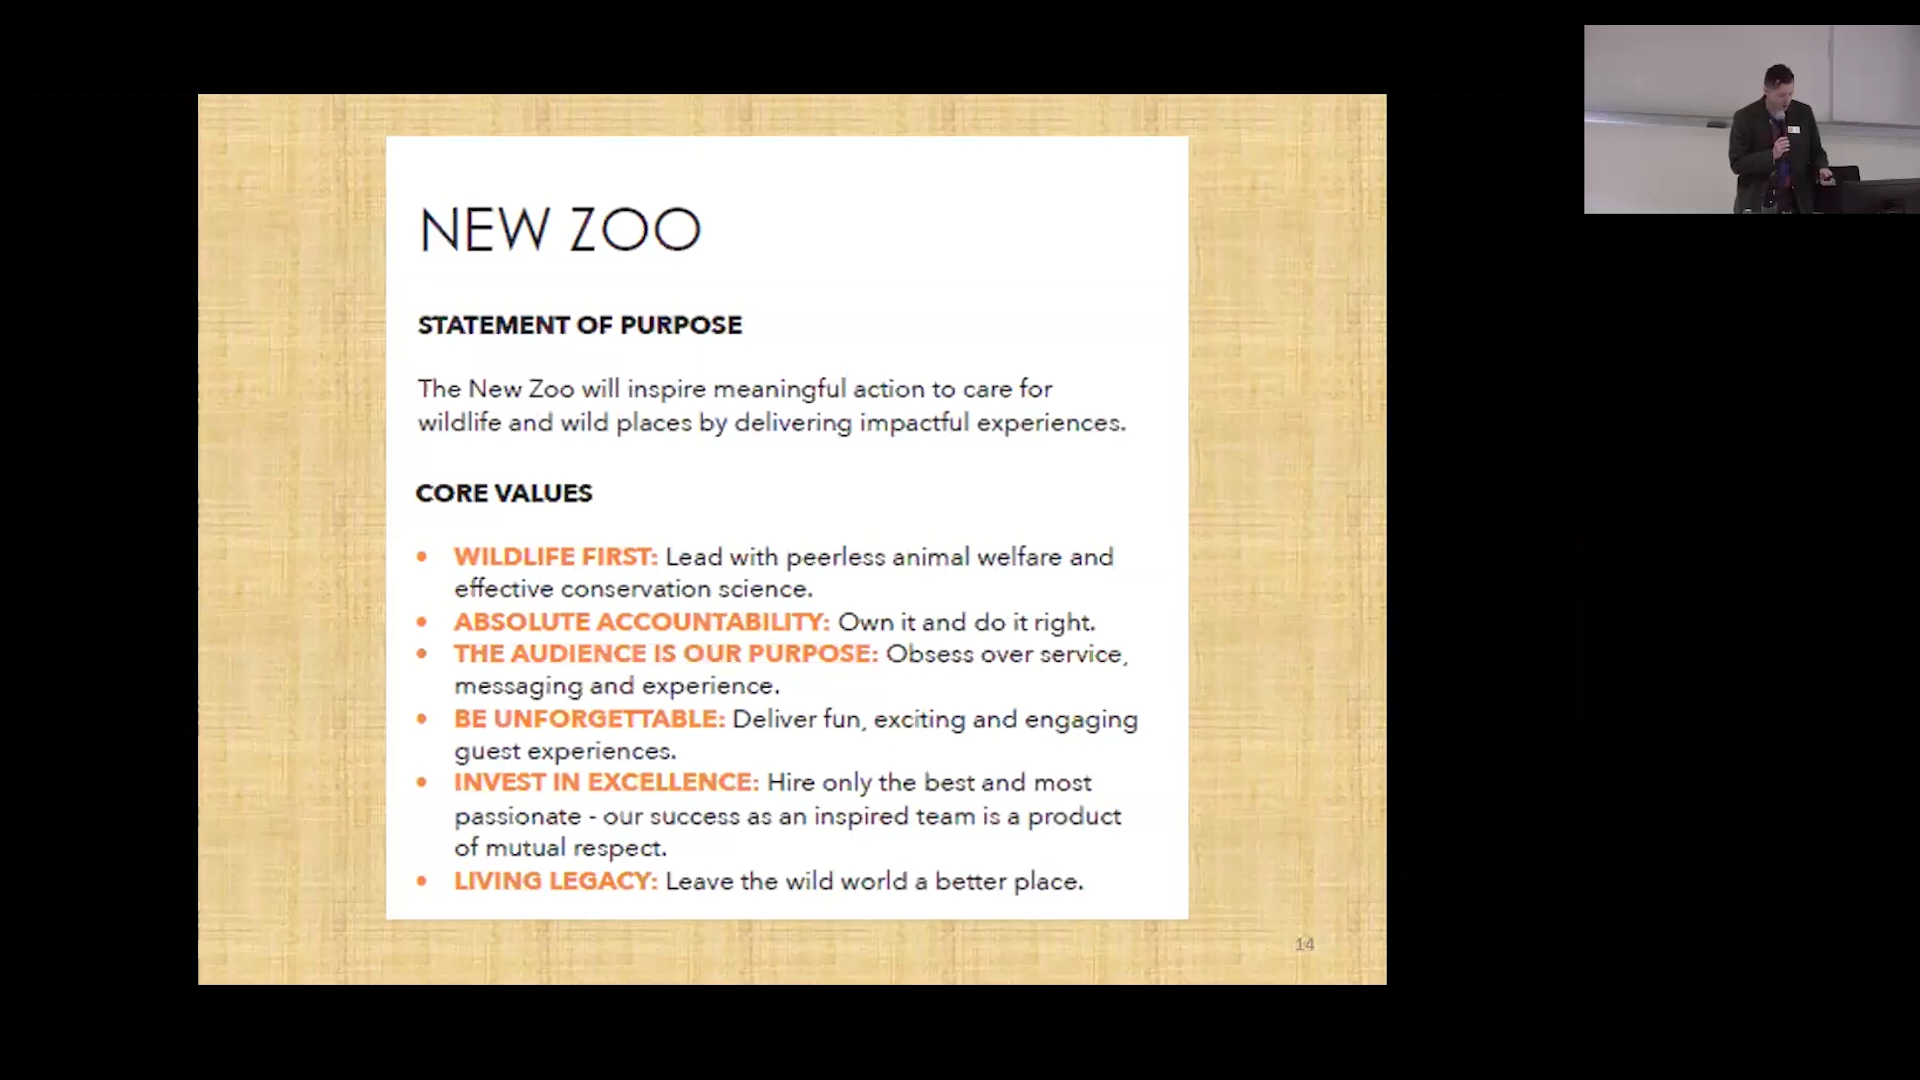 NEW ZOO
STATEMENT OF PURPOSE
The New Zoo will inspire meaningful action to care for
wildlife and wild places by delivering impactful experiences.
CORE VALUES
• WILDLIFE FIRST: Lead with peerless animal welfare and
effective conservation science.
• ABSOLUTE ACCOUNTABILITY: Own it and do it right.
• THE AUDIENCE IS OUR PURPOSE: Obsess over service,
messaging and experience.
• BE UNFORGETTABLE: Deliver fun, exciting and engaging
guest experiences.
• INVEST IN EXCELLENCE: Hire only the best and most
passionate - our success as an inspired team is a product
of mutual respect.
• LIVING LEGACY: Leave the wild world a better place.
14